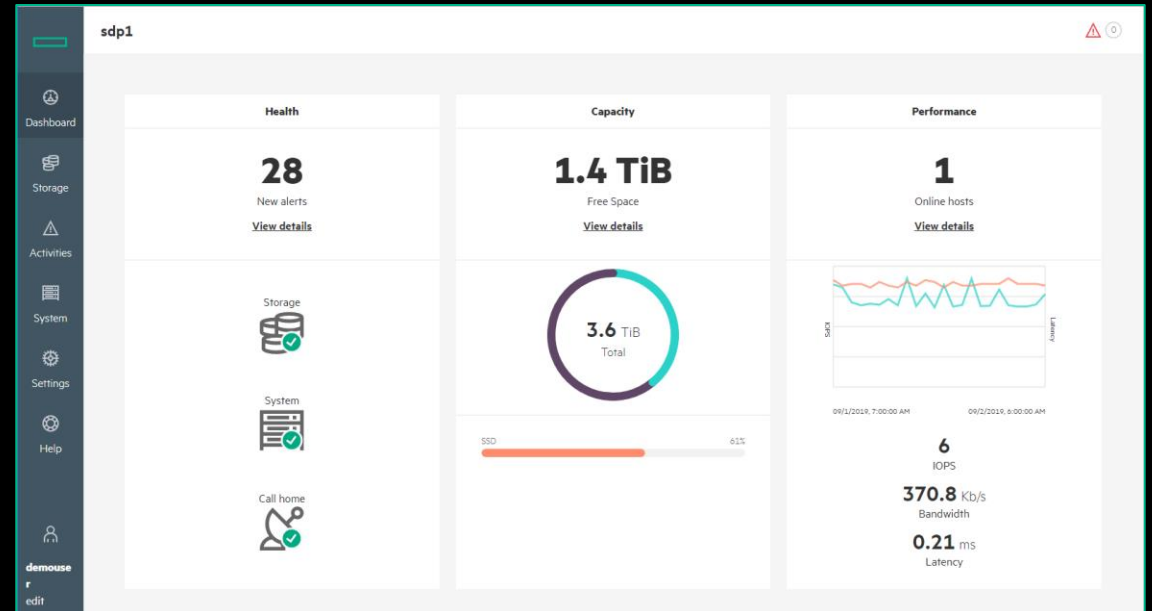 sdp1
0
Dashboard
Storage
Activities
System
Settings
Help
demouse
r
edit
Health
28
New alerts
View details
Storage
System
Call home
Capacity
1.4 TiB
Free Space
View details
3.6 TiB
Total
SSD 61%
Performance
1
Online hosts
View details
IOPS
Latency
09/1/2019, 7:00:00 AM 09/2/2019, 6:00:00 AM
6
IOPS
370.8 Kb/s
Bandwidth
0.21 ms
Latency